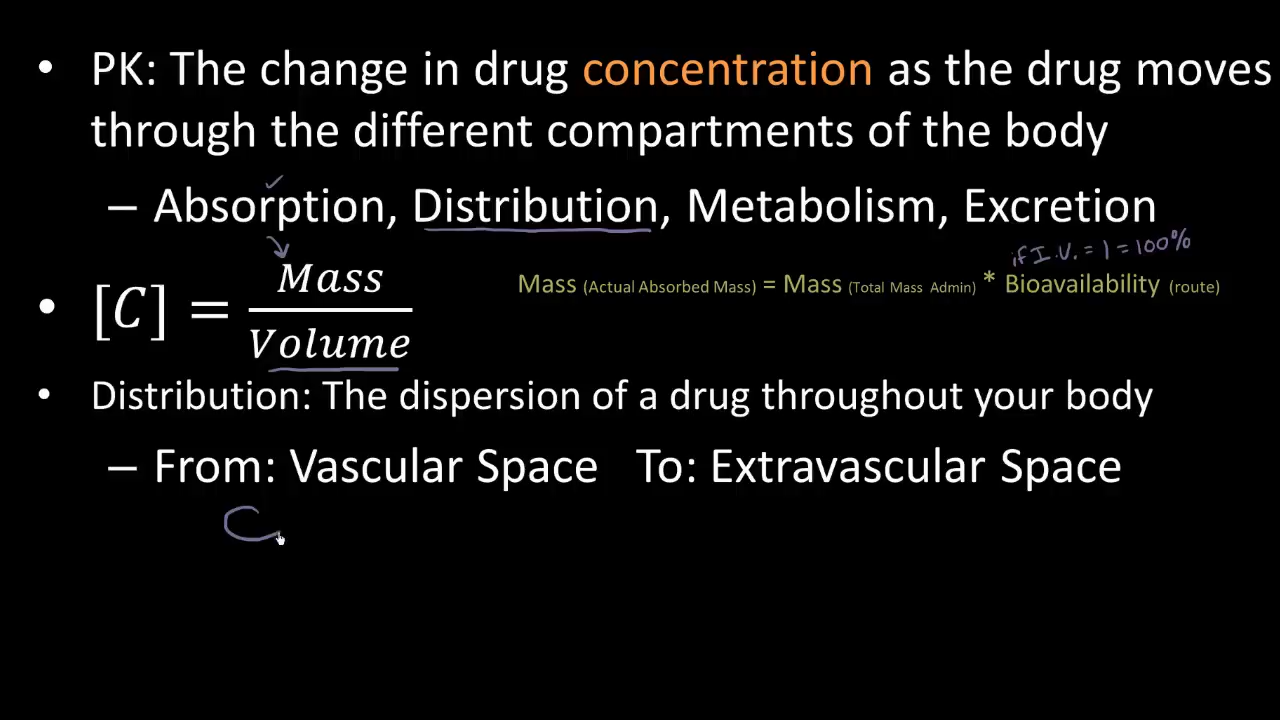 • PK: The change in drug concentration as the drug moves
through the different compartments of the body
– Absorption, Distribution, Metabolism, Excretion
if I.V. = 1 = 100%
• [C] = Mass / Volume
Mass (Actual Absorbed Mass) = Mass (Total Mass Admin) * Bioavailability (route)
• Distribution: The dispersion of a drug throughout your body
– From: Vascular Space To: Extravascular Space
C